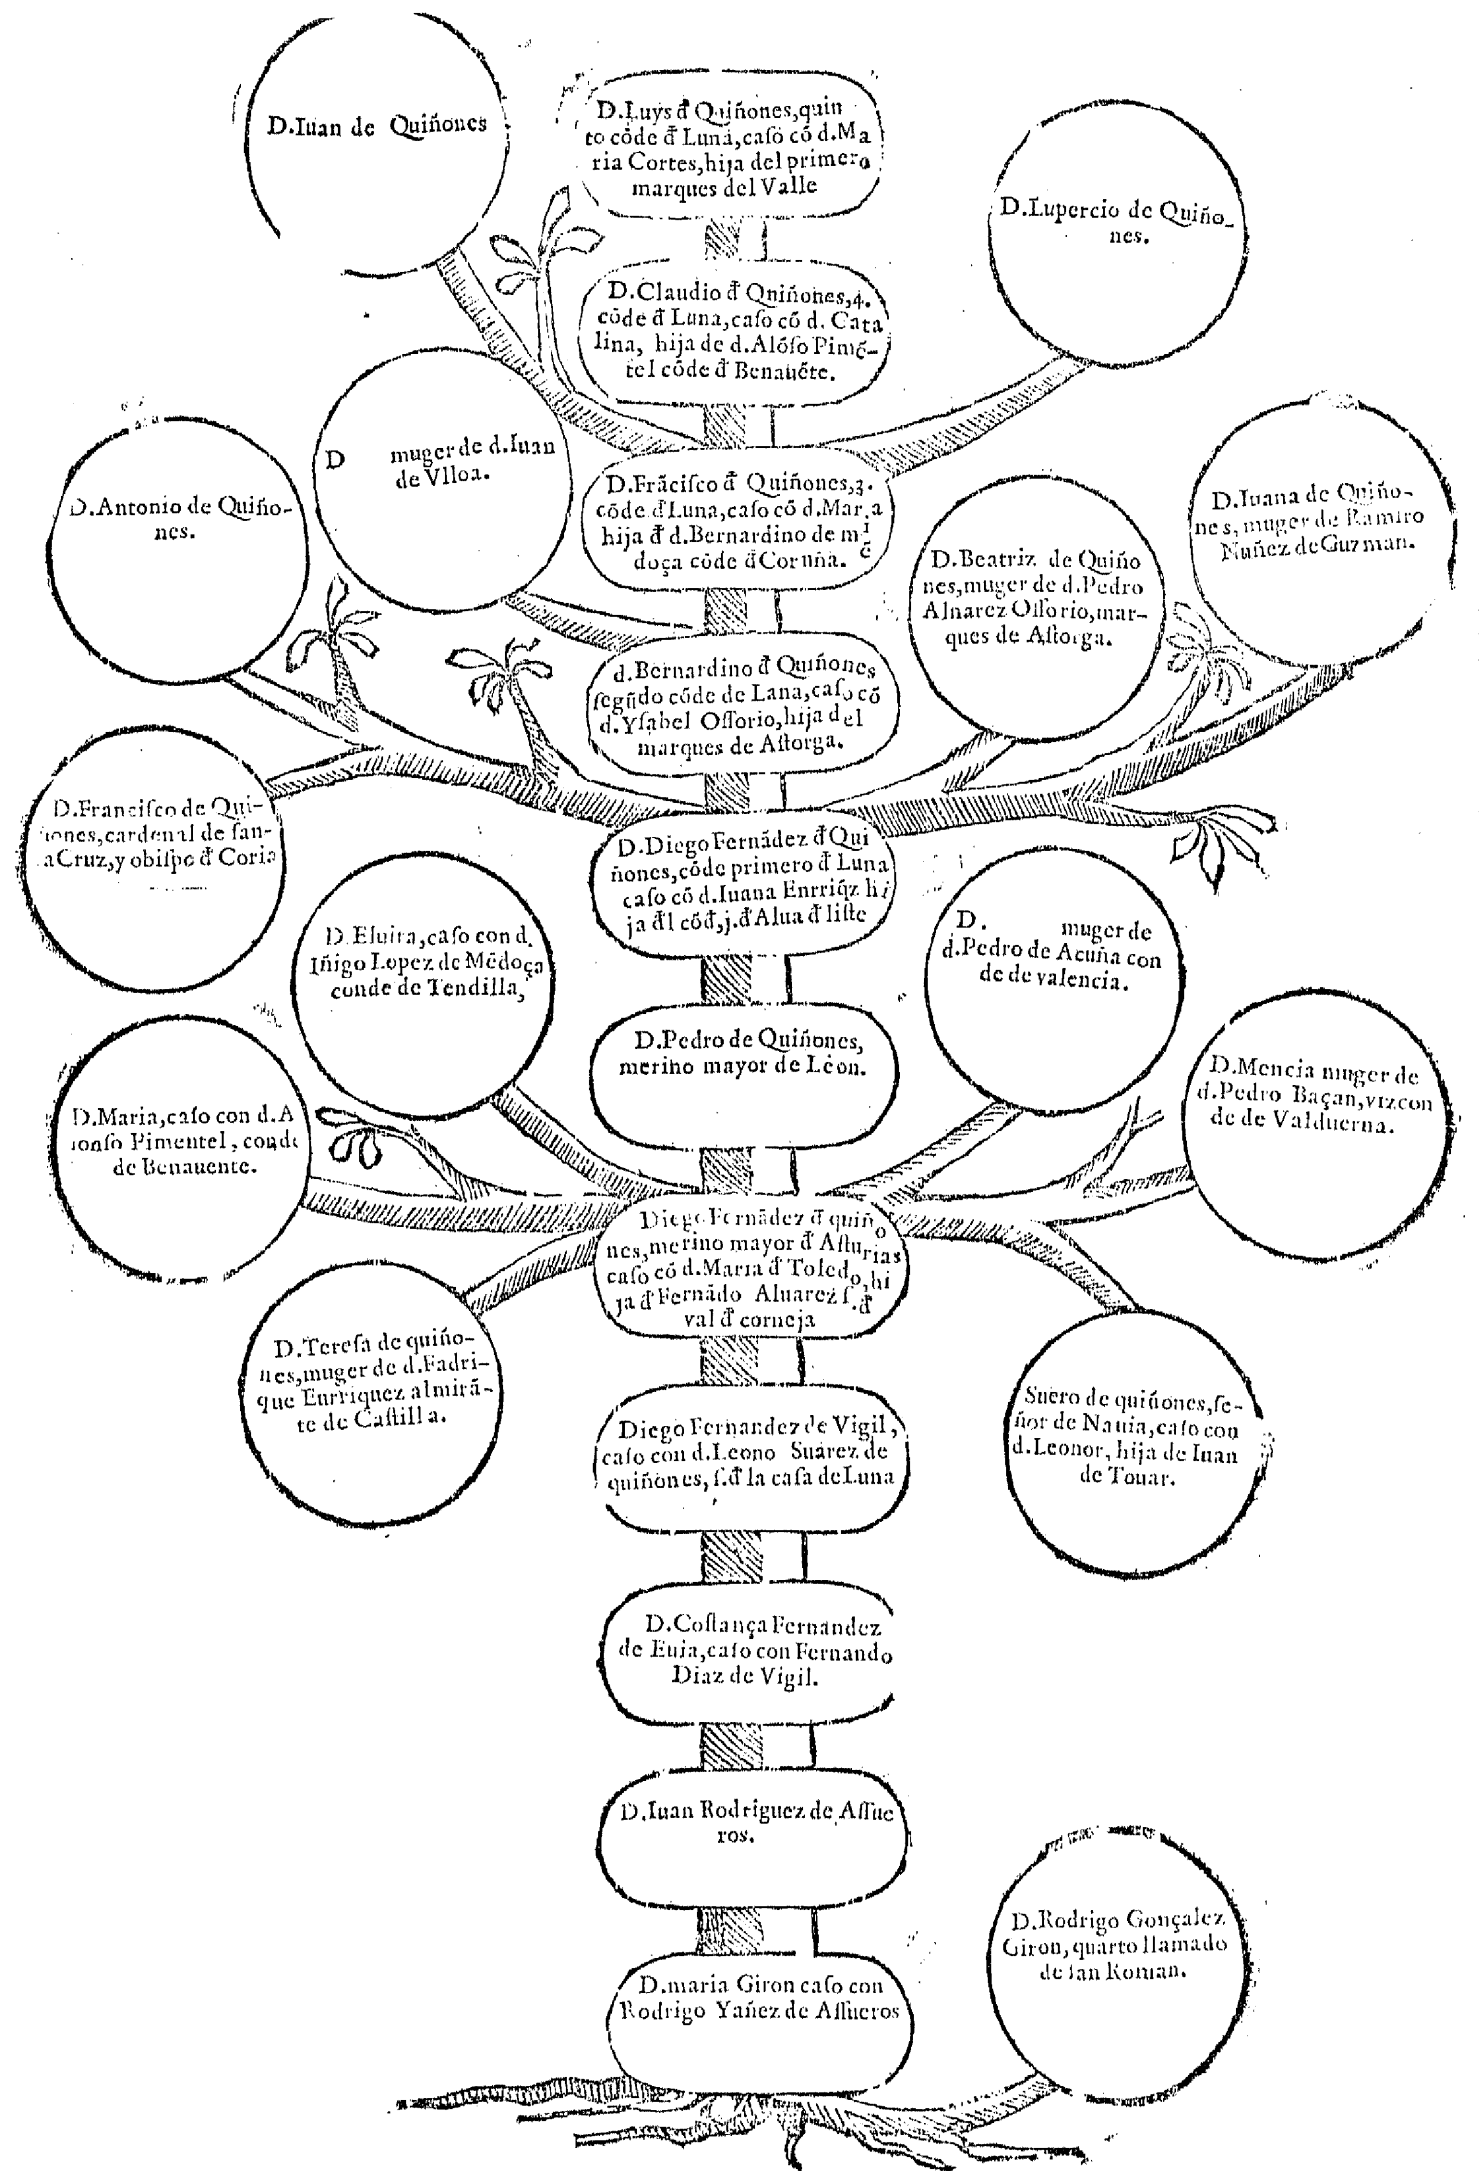 D.Iuan de Quiñones
D.Luys đ Quiñones,quin
to cõde đ Luna,caso cõ d.Ma
ria Cortes,hija del primero
marques del Valle
D.Lupercio de Quiño_
nes.
D.Claudio đ Quiñones,4.
cõde đ Luna,caso cõ d. Cata
lina, hija de d.Alõso Pimẽ-
tel cõde đ Benauẽte.
D muger de d.Iuan
de Vlloa.
D.Antonio de Quiño-
nes.
D.Frãcisco đ Quiñones,3.
cõde đ Luna,caso cõ d.Maria
hija đ d.Bernardino de mẽ
doça cõde đ Coruña.
D.Beatriz de Quiño
nes,muger de d.Pedro
Alnarez Ossorio,mar-
ques de Astorga.
D.Iuana de Quiño-
nes,muger de Ramiro
Nuñez de Guzman.
d.Bernardino đ Quiñones
segũdo cõde de Lana,caso cõ
d.Ysabel Ossorio,hija del
marques de Astorga.
D.Francisco de Qui-
ñones,cardenal de san-
a Cruz,y obispo đ Coria
D.Diego Fernãdez đ Qui
ñones,cõde primero đ Luna
caso cõ d.Iuana Enrriq̃z hi
ja đl cõđ,j.đ Alua đ liste
D.Eluira,caso con d.
Iñigo Lopez de Mẽdoça
conde de Tendilla,
D. muger de
d.Pedro de Acuña con
de de valencia.
D.Pedro de Quiñones,
merino mayor de Leon.
D.Mencia muger de
d.Pedro Baçan,vizcon
de de Valduerna.
D.Maria,caso con d.A
lonso Pimentel, conde
de Benauente.
Diego Fernãdez đ quiño
nes,merino mayor đ Asturias
caso cõ d.Maria đ Toledo,hi
ja đ Fernãdo Aluarez s.đ
val đ corneja
D.Teresa de quiño-
nes,muger de d.Fadri-
que Enrriquez almirã-
te de Castilla.
Suero de quiñones,se-
ñor de Nauia,caso con
d.Leonor, hija de Iuan
de Touar.
Diego Fernandez de Vigil,
caso con d.Leono Suarez de
quiñones, s.đ la casa de Luna
D.Costança Fernandez
de Euia,caso con Fernando
Diaz de Vigil.
D.Iuan Rodriguez de Assue
ros.
D.Rodrigo Gonçalez
Giron,quarto llamado
de san Roman.
D.maria Giron caso con
Rodrigo Yañez de Assueros